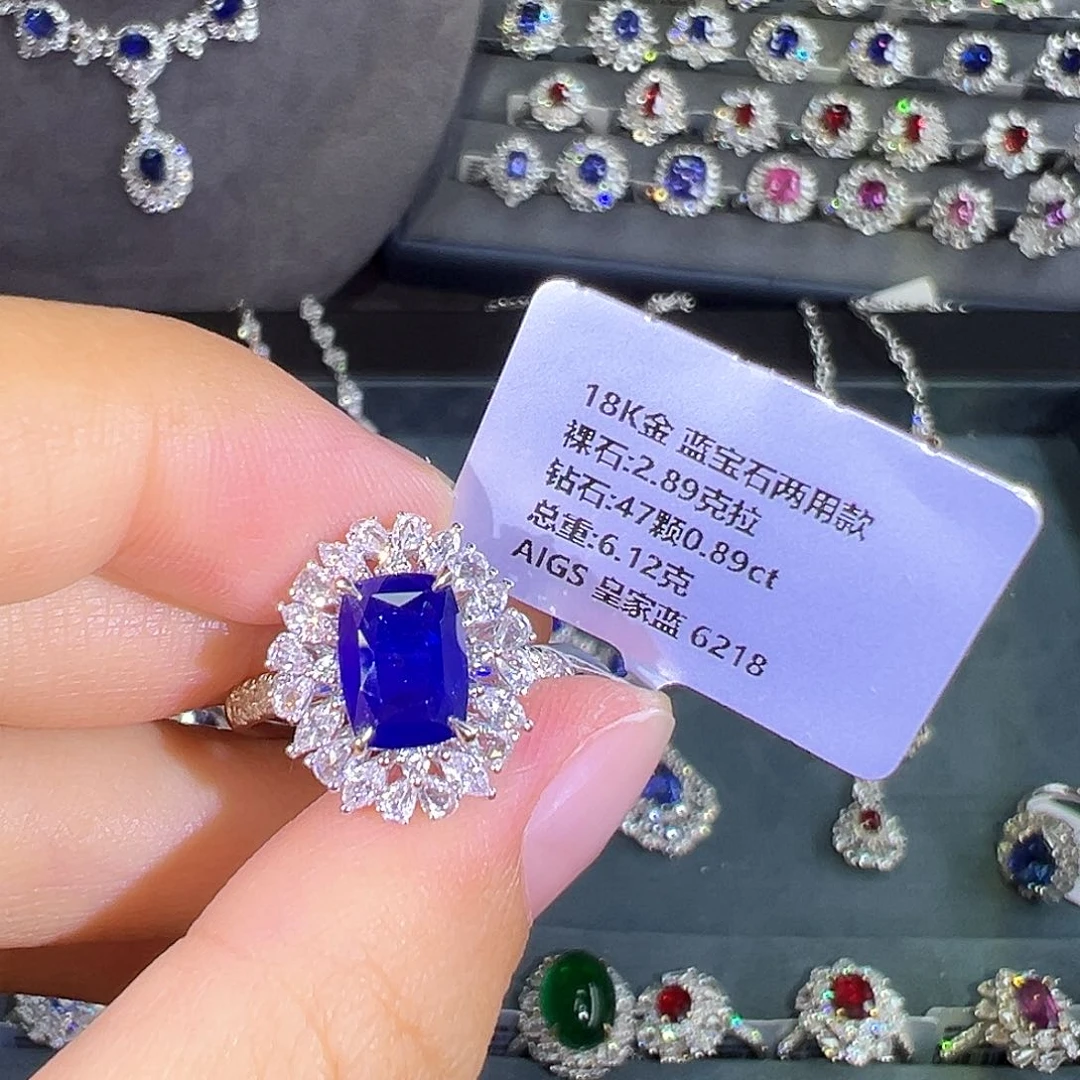 18K金 蓝宝石两用款
裸石:2.89克拉
钻石:47颗0.89ct
总重:6.12克
AIGS 皇家蓝 6218